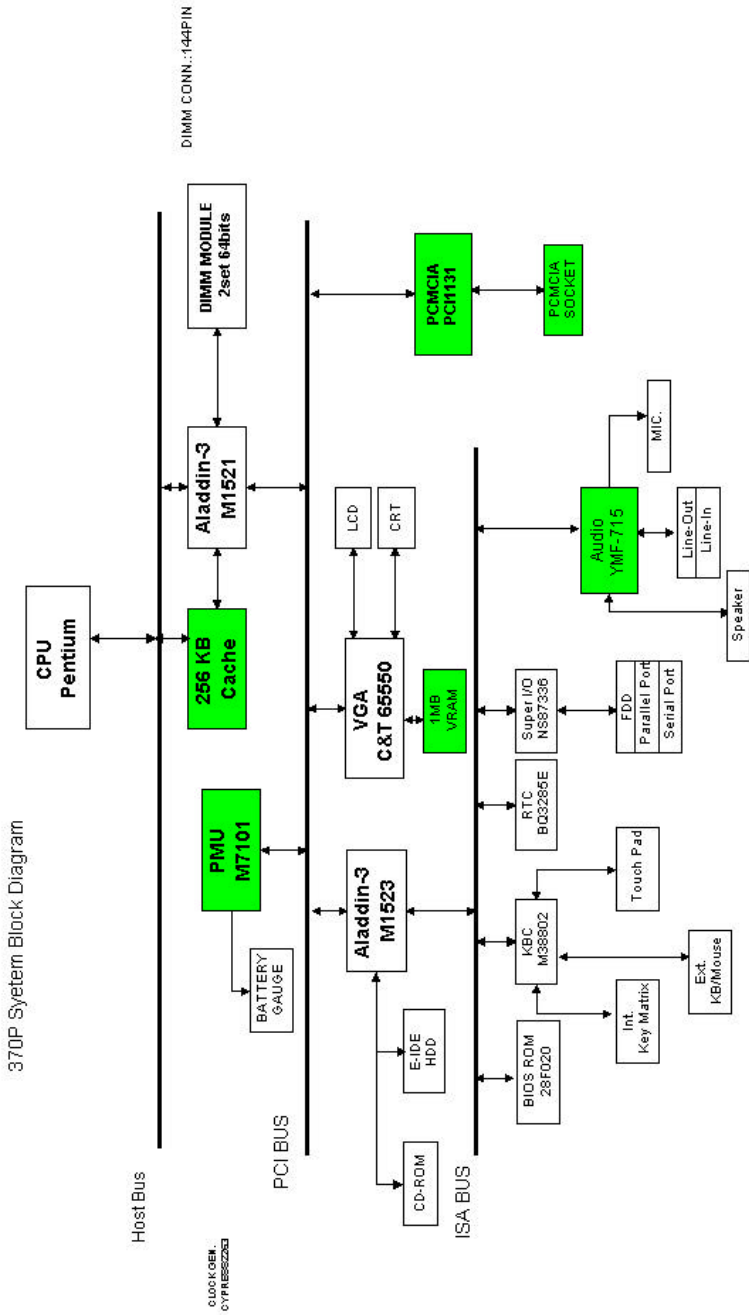 370P Syetem Block Diagram
CPU
Pentium
Host Bus
CLOCK GEN.
PMU
M7101
256 KB
Cache
Aladdin-3
M1521
DIMM MODULE
2set 64bits
DIMM CONN.:144PIN
BATTERY
GAUGE
PCI BUS
CD-ROM
E-IDE
HDD
Aladdin-3
M1523
VGA
C&T 65550
LCD
CRT
1MB
VRAM
PCMCIA
PCI1131
PCMCIA
SOCKET
ISA BUS
BIOS ROM
28F020
KBC
M38802
RTC
BQ3285E
Super I/O
NS87336
Audio
YMF-715
MIC.
Int.
Key Matrix
Ext.
KB/Mouse
Touch Pad
FDD
Parallel Port
Serial Port
Speaker
Line-Out
Line-In